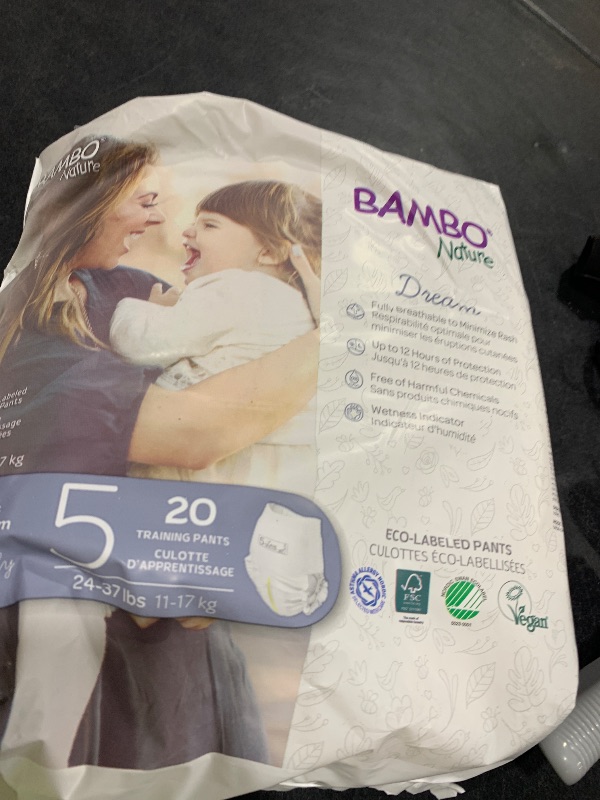 BAMBO
Nature
BAMBO
Nature
Dream
Fully Breathable to Minimize Rash
Respirabilité optimale pour
minimiser les éruptions cutanées
Up to 12 Hours of Protection
Jusqu'à 12 heures de protection
Free of Harmful Chemicals
Sans produits chimiques nocifs
Wetness Indicator
Indicateur d'humidité
7 kg
5
20
TRAINING PANTS
CULOTTE
D'APPRENTISSAGE
24-37 lbs 11-17 kg
ECO-LABELED PANTS
CULOTTES ÉCO-LABELLISÉES
FSC
Vegan